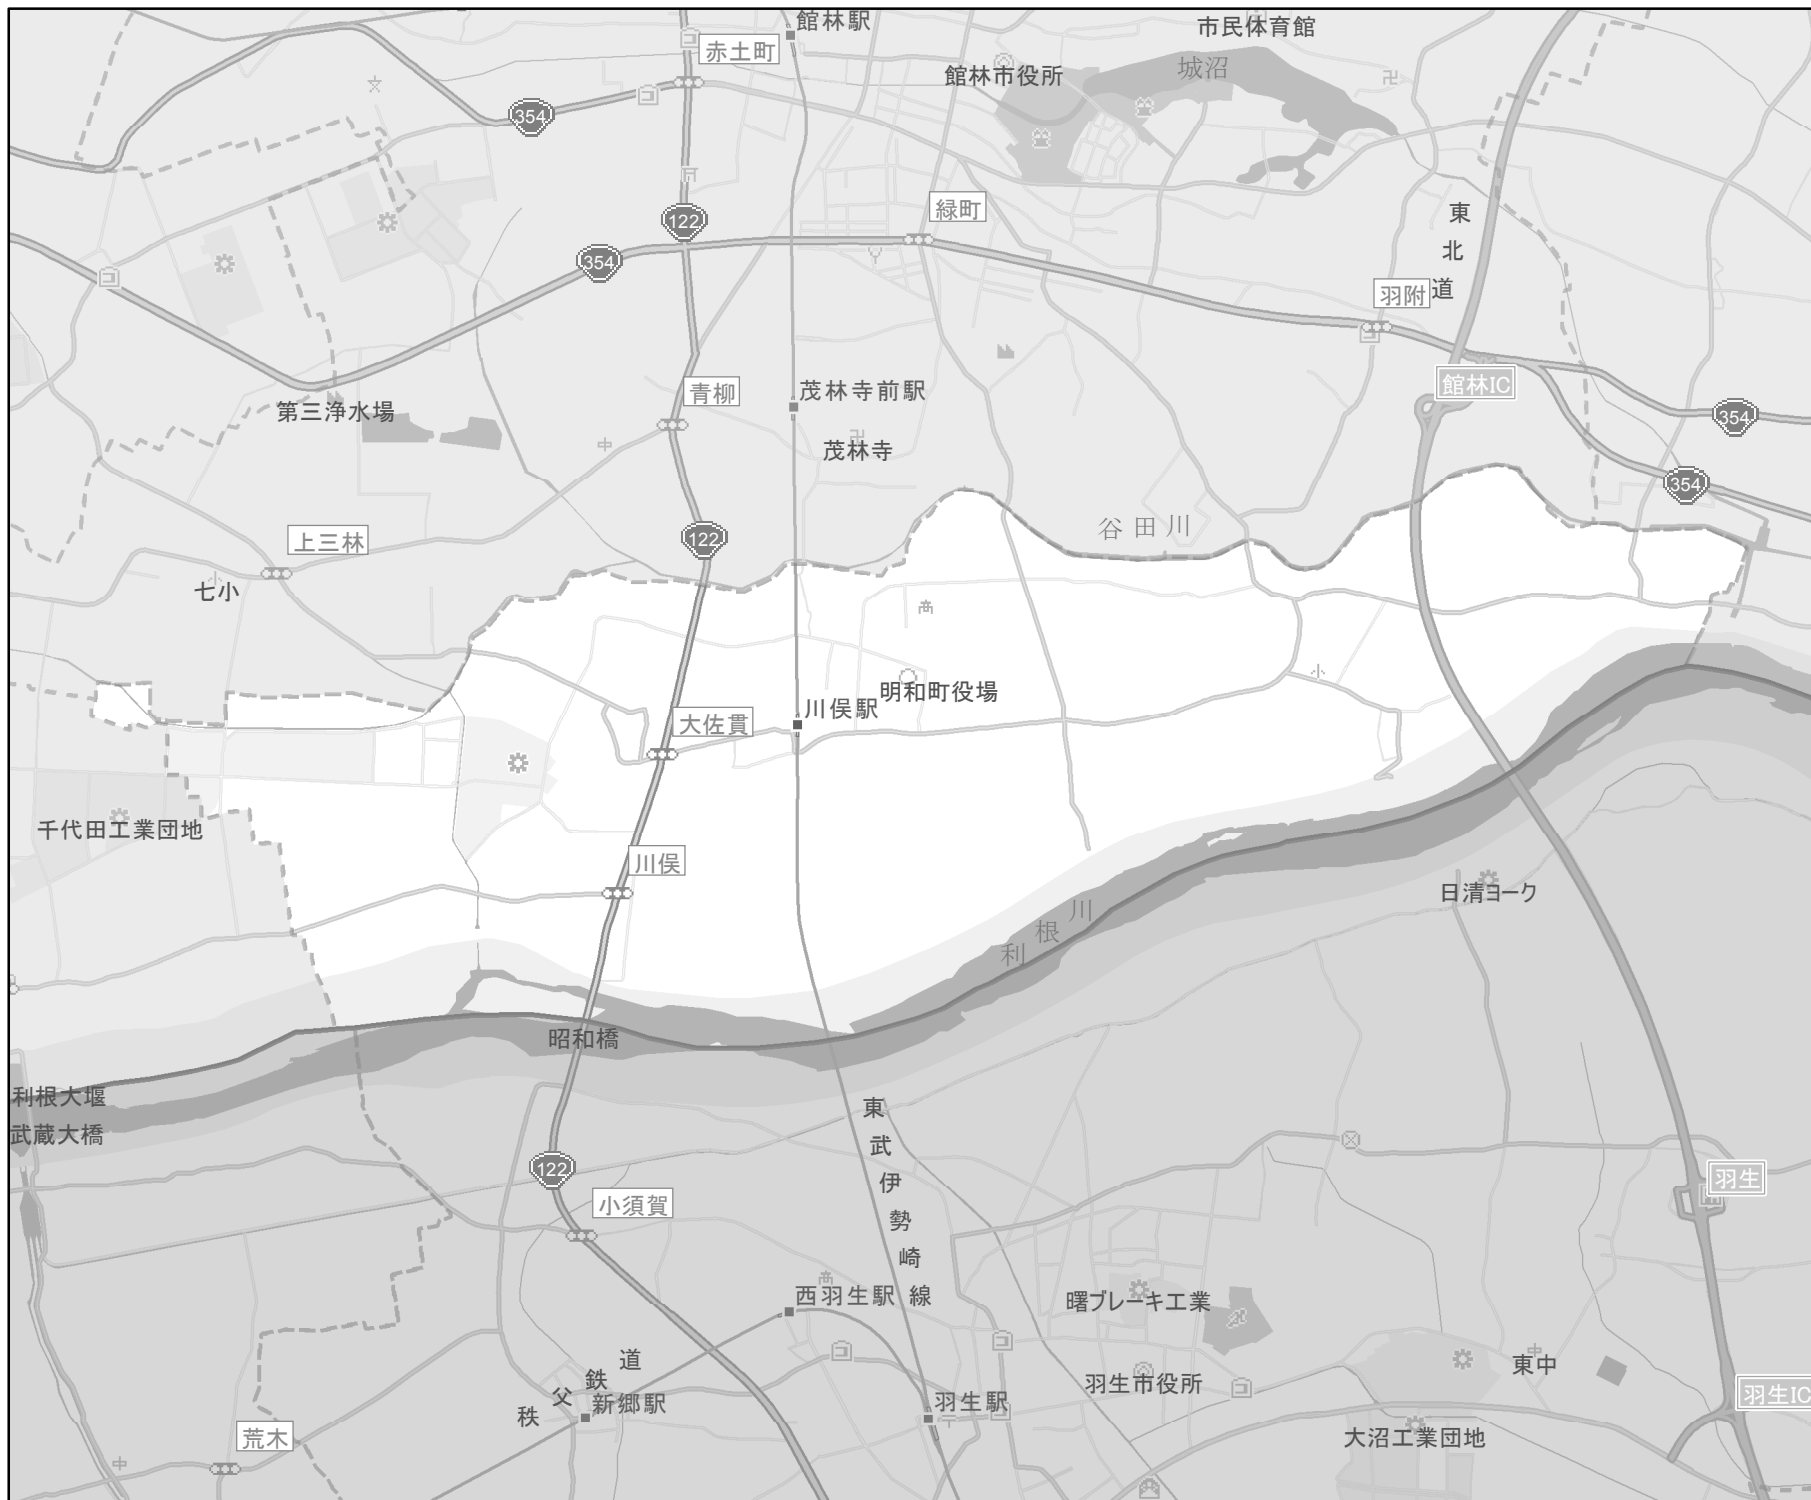 館林駅
市民体育館
赤土町
館林市役所
城沼
354
122
緑町
東北道
354
羽附
館林IC
青柳
茂林寺前駅
第三浄水場
354
茂林寺
354
谷田川
上三林
122
七小
明和町役場
川俣駅
大佐貫
千代田工業団地
川俣
日清ヨーク
利根川
昭和橋
利根大堰
武蔵大橋
東武伊勢崎線
122
羽生
小須賀
西羽生駅
曙ブレーキ工業
秩父鉄道
東中
羽生市役所
新郷駅
羽生駅
羽生IC
荒木
大沼工業団地